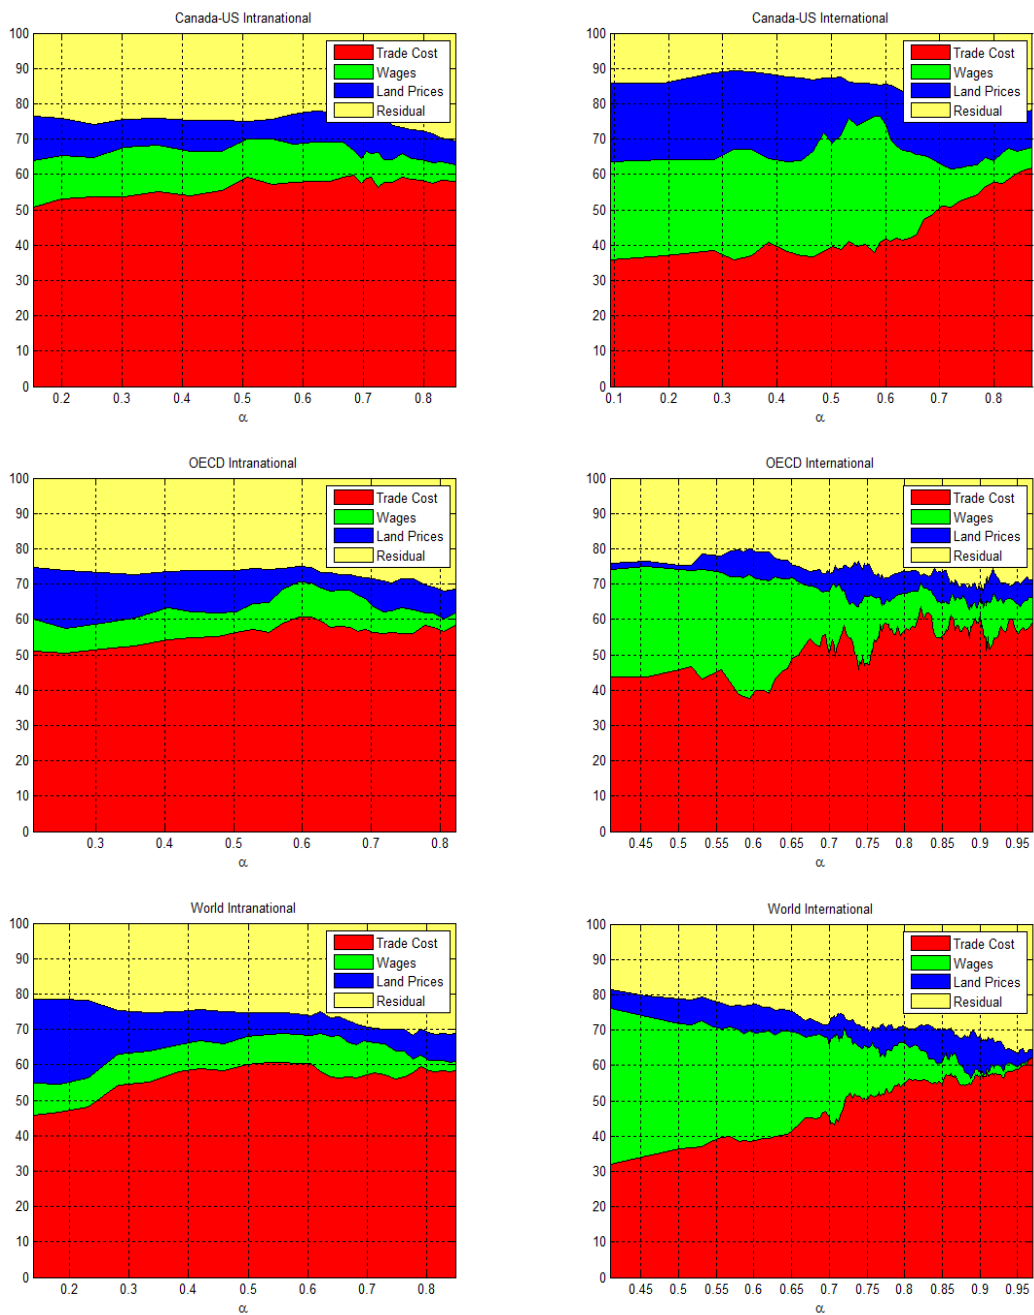 Canada-US Intranational
100
90
80
70
60
50
40
30
20
10
0
Trade Cost
Wages
Land Prices
Residual
0.2 0.3 0.4 0.5 0.6 0.7 0.8
α
Canada-US International
100
90
80
70
60
50
40
30
20
10
0
Trade Cost
Wages
Land Prices
Residual
0.1 0.2 0.3 0.4 0.5 0.6 0.7 0.8
α
OECD Intranational
100
90
80
70
60
50
40
30
20
10
0
Trade Cost
Wages
Land Prices
Residual
0.3 0.4 0.5 0.6 0.7 0.8
α
OECD International
100
90
80
70
60
50
40
30
20
10
0
Trade Cost
Wages
Land Prices
Residual
0.45 0.5 0.55 0.6 0.65 0.7 0.75 0.8 0.85 0.9 0.95
α
World Intranational
100
90
80
70
60
50
40
30
20
10
0
Trade Cost
Wages
Land Prices
Residual
0.2 0.3 0.4 0.5 0.6 0.7 0.8
α
World International
100
90
80
70
60
50
40
30
20
10
0
Trade Cost
Wages
Land Prices
Residual
0.45 0.5 0.55 0.6 0.65 0.7 0.75 0.8 0.85 0.9 0.95
α